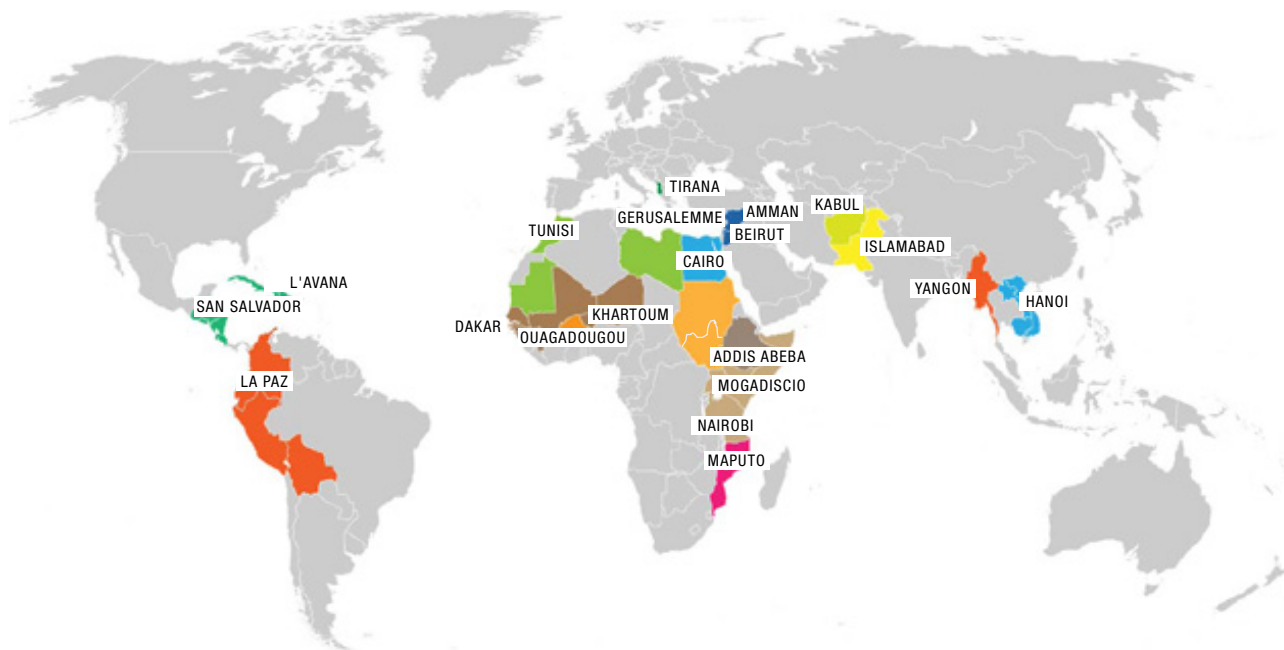 TIRANA
GERUSALEMME
AMMAN
KABUL
TUNISI
BEIRUT
ISLAMABAD
CAIRO
L'AVANA
YANGON
SAN SALVADOR
HANOI
DAKAR
KHARTOUM
OUAGADOUGOU
ADDIS ABEBA
LA PAZ
MOGADISCIO
NAIROBI
MAPUTO